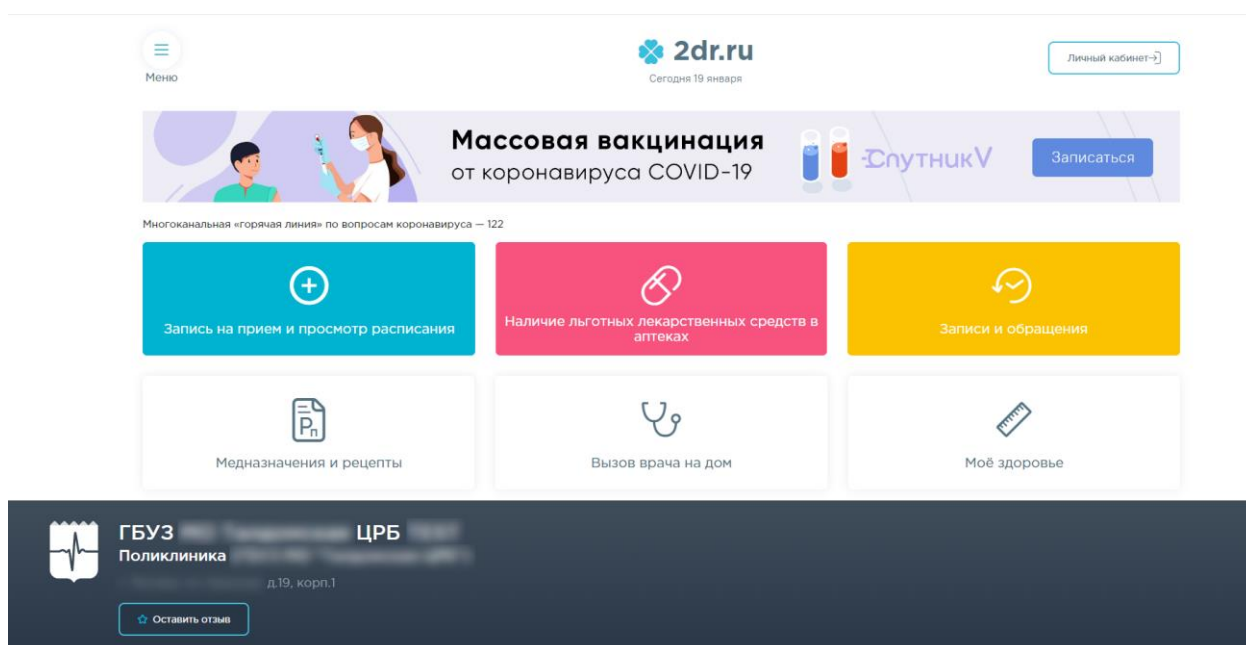 2dr.ru
Меню
Сегодня 19 января
Личный кабинет
Массовая вакцинация
от коронавируса COVID-19
Спутник V
Записаться
Многоканальная «горячая линия» по вопросам коронавируса — 122
Запись на прием и просмотр расписания
Наличие льготных лекарственных средств в
аптеках
Записи и обращения
Рп
Медназначения и рецепты
Вызов врача на дом
Моё здоровье
ГБУЗ ЦРБ
Поликлиника
д.19, корп.1
Оставить отзыв